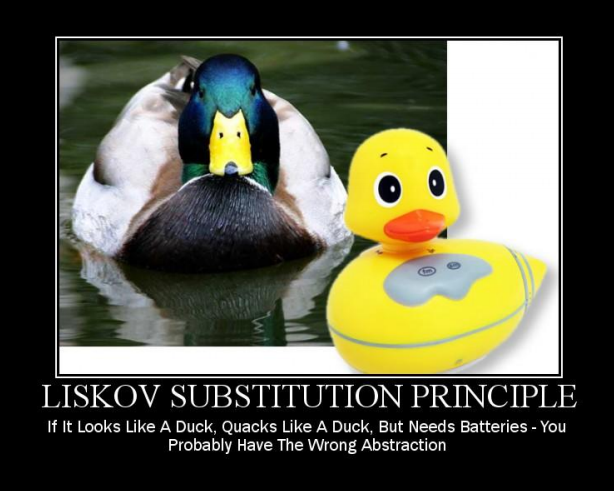 LISKOV SUBSTITUTION PRINCIPLE
If It Looks Like A Duck, Quacks Like A Duck, But Needs Batteries - You
Probably Have The Wrong Abstraction